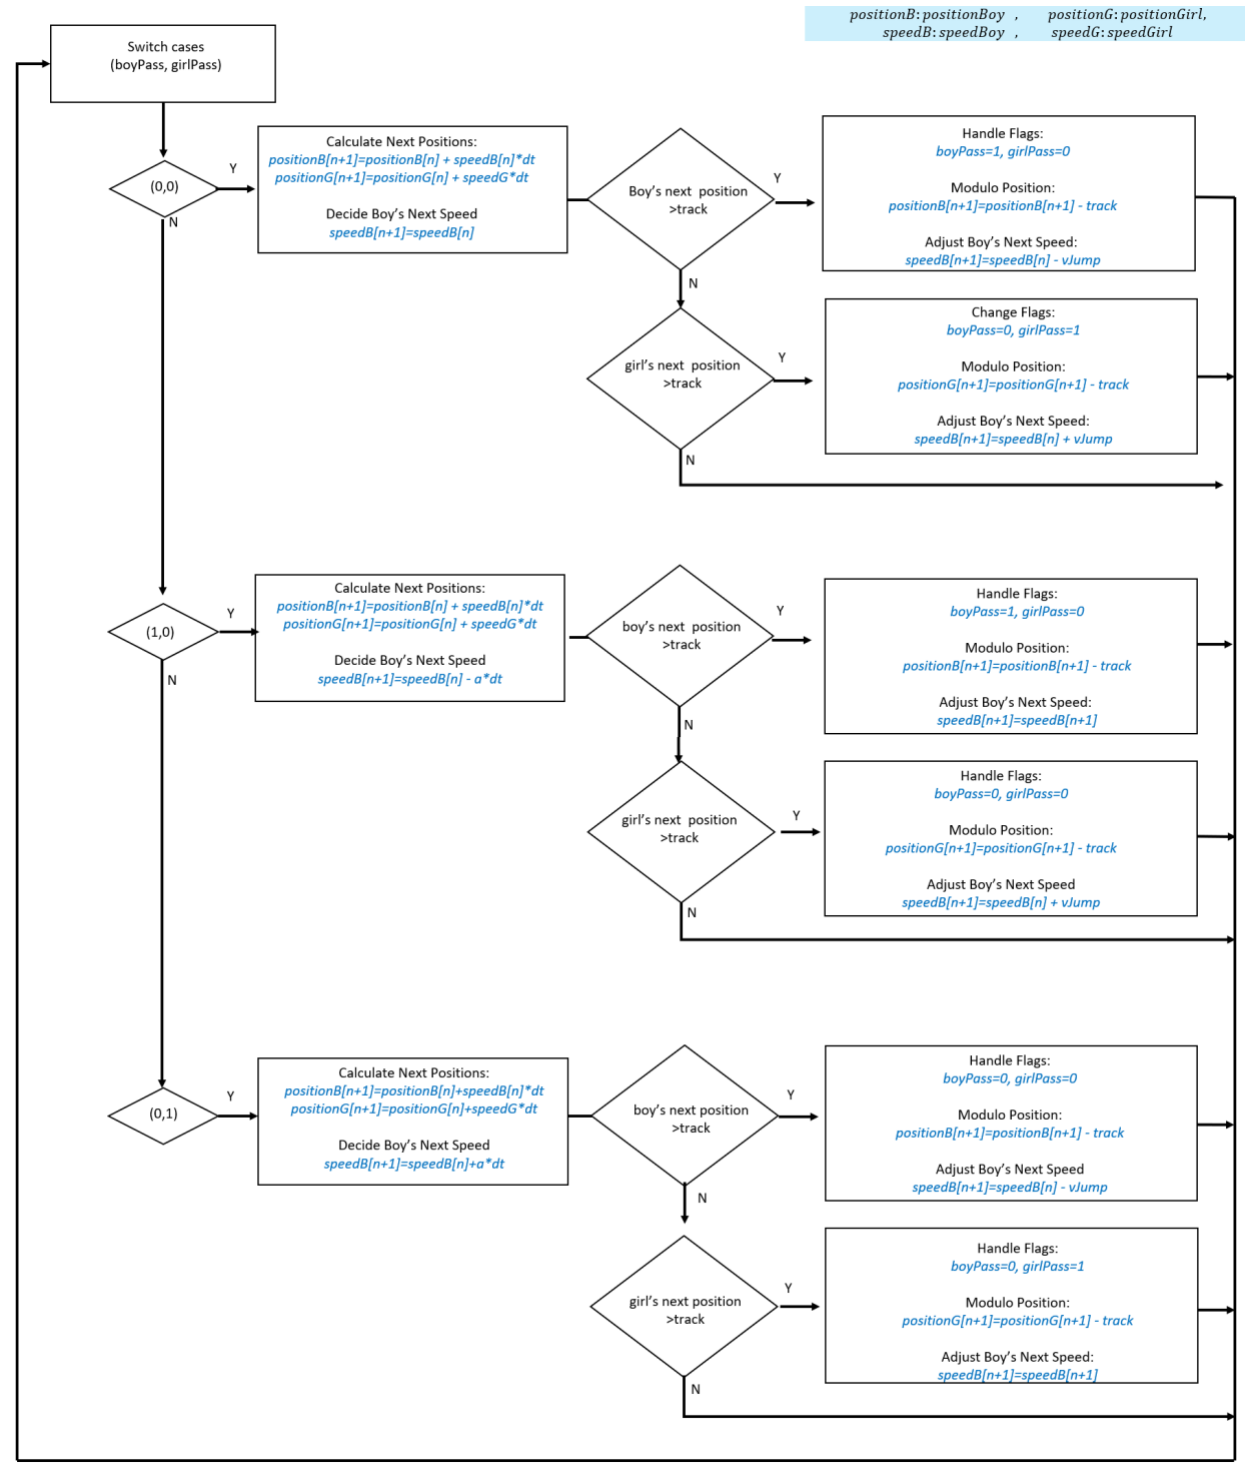 positionB: positionBoy , positionG: positionGirl,
speedB: speedBoy , speedG: speedGirl
Switch cases
(boyPass, girlPass)
(0,0)
Y
N
Calculate Next Positions:
positionB[n+1]=positionB[n] + speedB[n]*dt
positionG[n+1]=positionG[n] + speedG*dt
Decide Boy's Next Speed
speedB[n+1]=speedB[n]
Boy's next position
>track
Y
N
Handle Flags:
boyPass=1, girlPass=0
Modulo Position:
positionB[n+1]=positionB[n+1] - track
Adjust Boy's Next Speed:
speedB[n+1]=speedB[n] - vJump
girl's next position
>track
Y
N
Change Flags:
boyPass=0, girlPass=1
Modulo Position:
positionG[n+1]=positionG[n+1] - track
Adjust Boy's Next Speed:
speedB[n+1]=speedB[n] + vJump
(1,0)
Y
N
Calculate Next Positions:
positionB[n+1]=positionB[n] + speedB[n]*dt
positionG[n+1]=positionG[n] + speedG*dt
Decide Boy's Next Speed
speedB[n+1]=speedB[n] - a*dt
boy's next position
>track
Y
N
Handle Flags:
boyPass=1, girlPass=0
Modulo Position:
positionB[n+1]=positionB[n+1] - track
Adjust Boy's Next Speed:
speedB[n+1]=speedB[n+1]
girl's next position
>track
Y
N
Handle Flags:
boyPass=0, girlPass=0
Modulo Position:
positionG[n+1]=positionG[n+1] - track
Adjust Boy's Next Speed
speedB[n+1]=speedB[n] + vJump
(0,1)
Y
Calculate Next Positions:
positionB[n+1]=positionB[n]+speedB[n]*dt
positionG[n+1]=positionG[n]+speedG*dt
Decide Boy's Next Speed
speedB[n+1]=speedB[n]+a*dt
boy's next position
>track
Y
N
Handle Flags:
boyPass=0, girlPass=0
Modulo Position:
positionB[n+1]=positionB[n+1] - track
Adjust Boy's Next Speed
speedB[n+1]=speedB[n] - vJump
girl's next position
>track
Y
N
Handle Flags:
boyPass=0, girlPass=1
Modulo Position:
positionG[n+1]=positionG[n+1] - track
Adjust Boy's Next Speed:
speedB[n+1]=speedB[n+1]